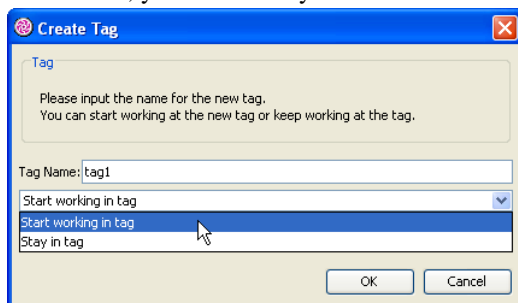 Create Tag
Tag
Please input the name for the new tag.
You can start working at the new tag or keep working at the tag.
Tag Name: tag1
Start working in tag
Start working in tag
Stay in tag
OK Cancel